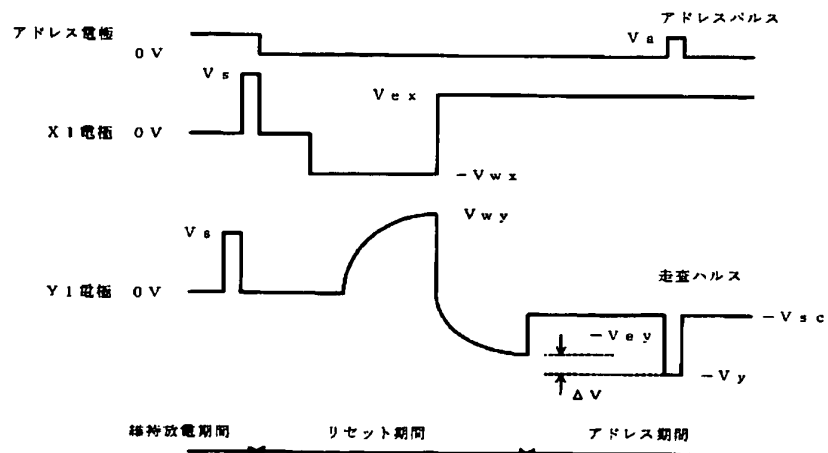 アドレスパルス
アドレス電極 0V
Va
Vs
Vex
X1電極 0V
-Vwx
Vwy
Vs
走査パルス
Y1電極 0V
-Vsc
-Vey
-Vy
ΔV
維持放電期間 リセット期間 アドレス期間